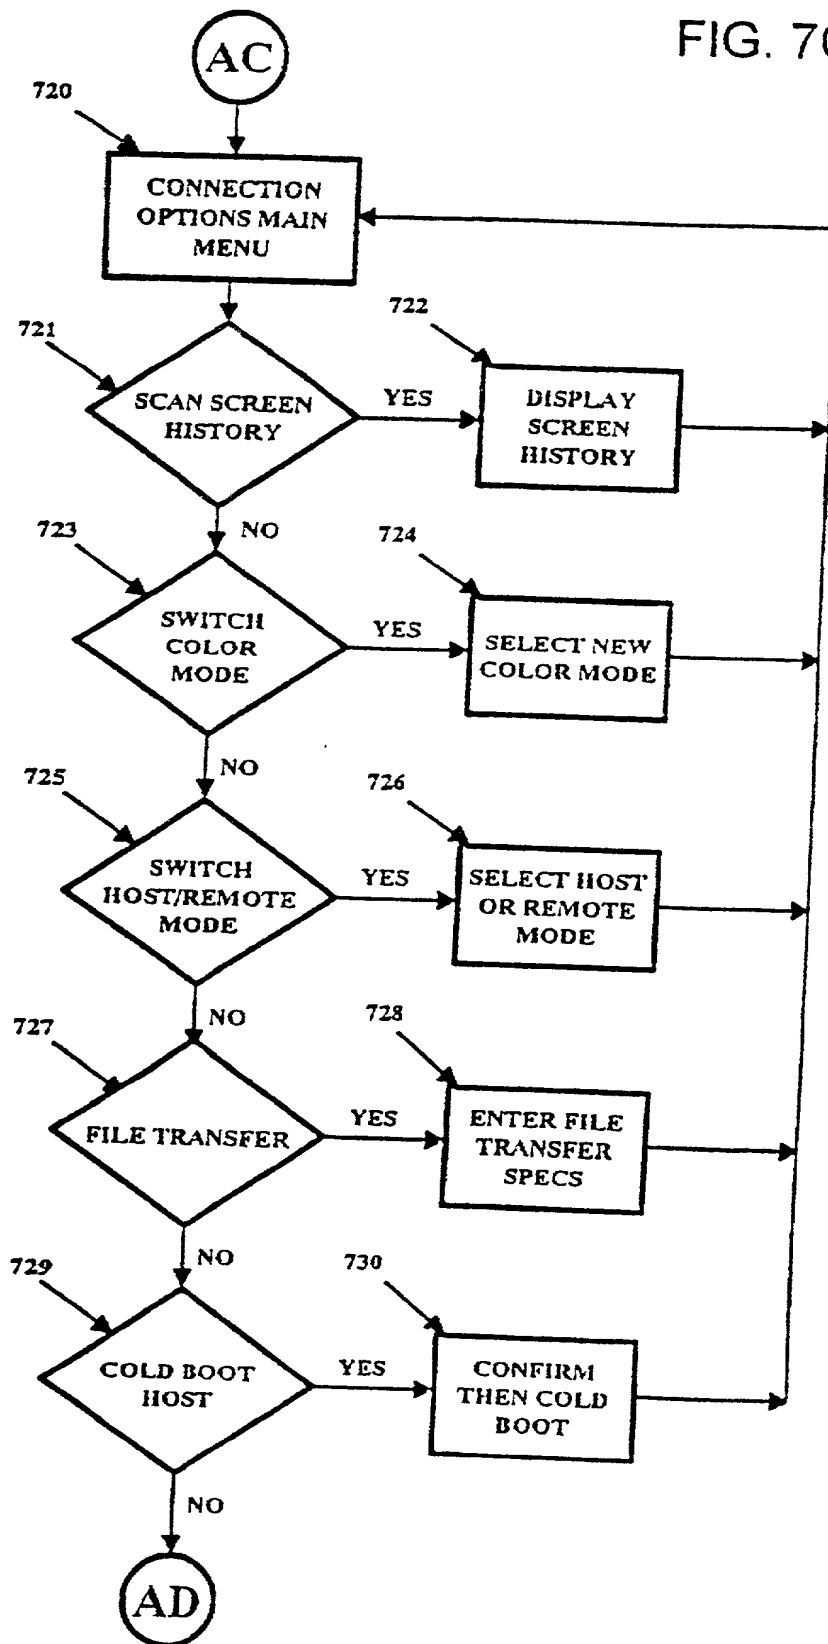 FIG. 7C
AC
720
CONNECTION
OPTIONS MAIN
MENU
721
SCAN SCREEN
HISTORY
YES
722
DISPLAY
SCREEN
HISTORY
NO
723
SWITCH
COLOR
MODE
YES
724
SELECT NEW
COLOR MODE
NO
725
SWITCH
HOST/REMOTE
MODE
YES
726
SELECT HOST
OR REMOTE
MODE
NO
727
FILE TRANSFER
YES
728
ENTER FILE
TRANSFER
SPECS
NO
729
COLD BOOT
HOST
YES
730
CONFIRM
THEN COLD
BOOT
NO
AD